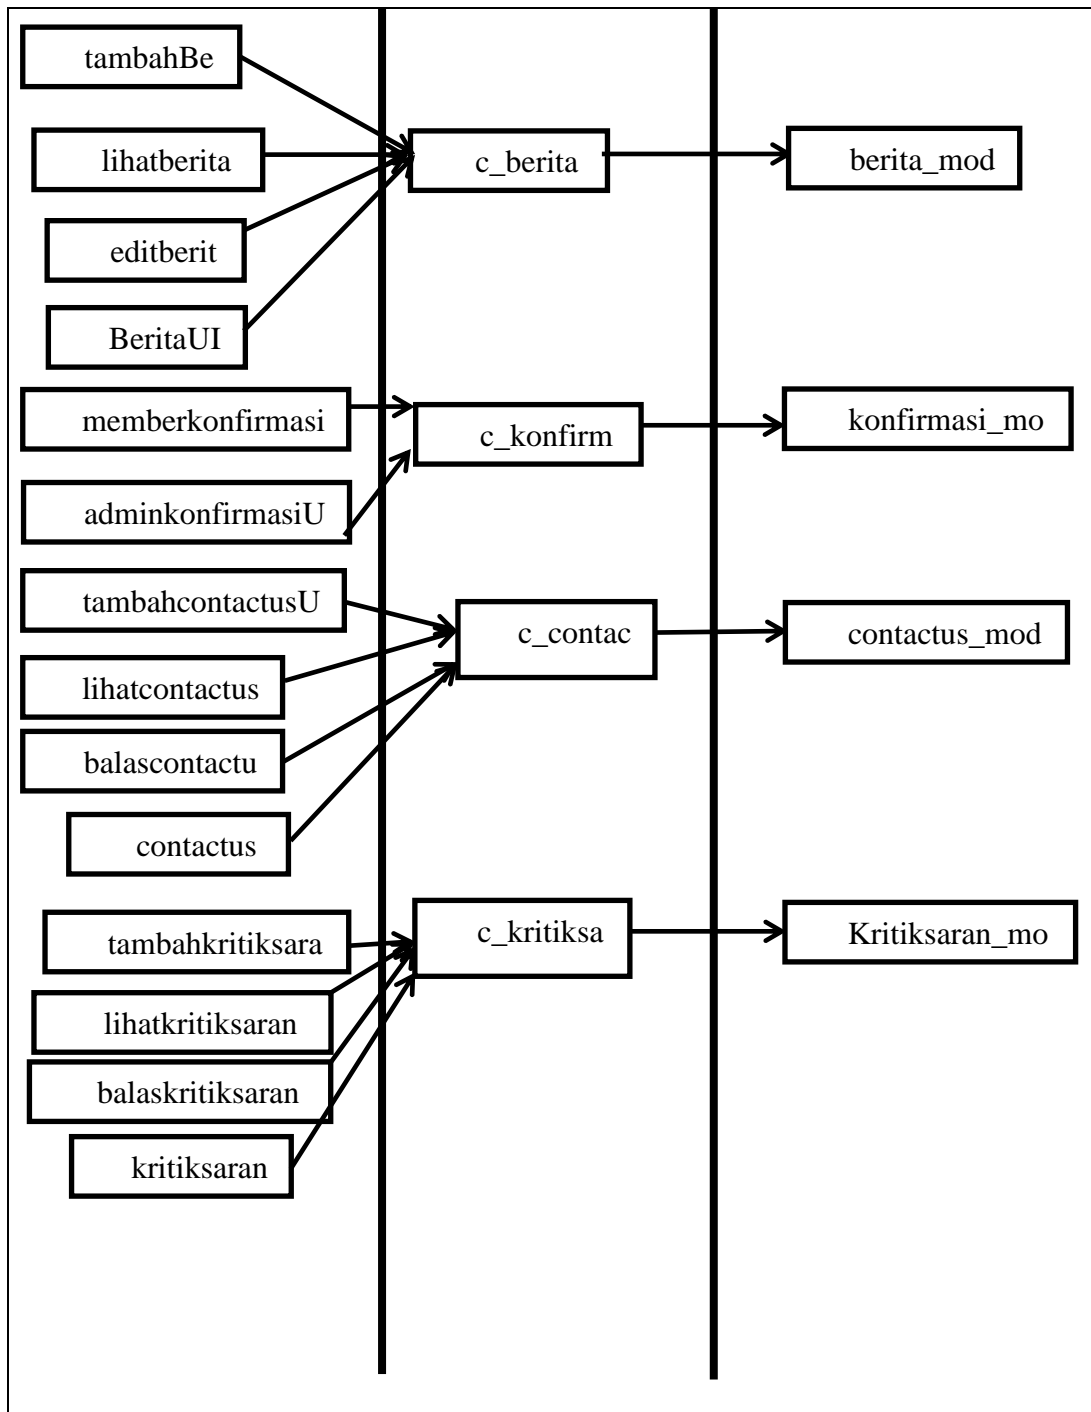 tambahBe
lihatberita
c_berita
berita_mod
editberit
BeritaUI
memberkonfirmasi
c_konfirm
konfirmasi_mo
adminkonfirmasiU
tambahcontactusU
c_contac
contactus_mod
lihatcontactus
balascontactu
contactus
tambahkritiksara
c_kritiksa
Kritiksaran_mo
lihatkritiksaran
balaskritiksaran
kritiksaran